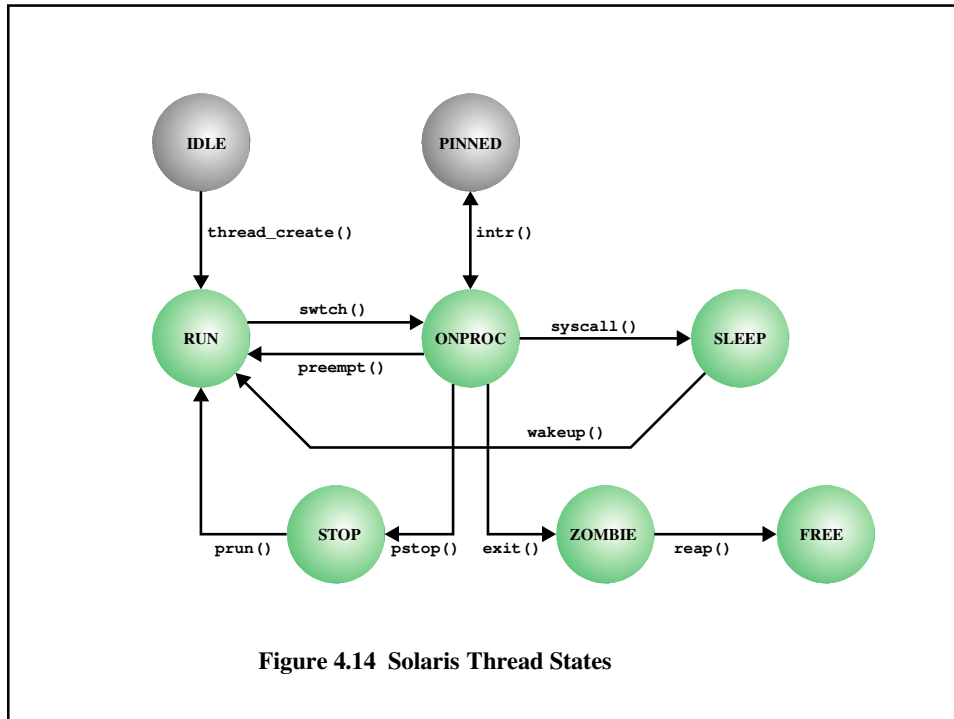 IDLE
PINNED
thread_create()
intr()
swtch()
syscall()
RUN
ONPROC
SLEEP
preempt()
wakeup()
STOP
ZOMBIE
FREE
prun()
pstop()
exit()
reap()
Figure 4.14 Solaris Thread States